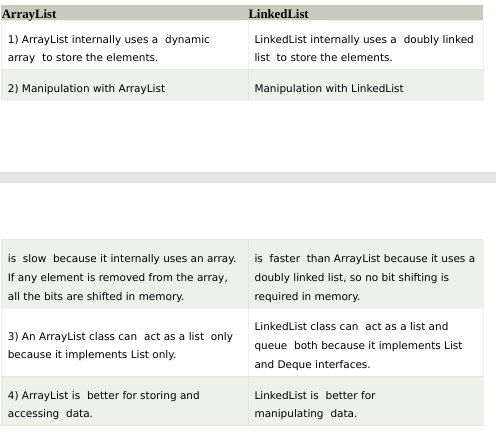 ArrayList LinkedList
1) ArrayList internally uses a dynamic
array to store the elements.
LinkedList internally uses a doubly linked
list to store the elements.
2) Manipulation with ArrayList
Manipulation with LinkedList
is slow because it internally uses an array.
If any element is removed from the array,
all the bits are shifted in memory.
is faster than ArrayList because it uses a
doubly linked list, so no bit shifting is
required in memory.
3) An ArrayList class can act as a list only
because it implements List only.
LinkedList class can act as a list and
queue both because it implements List
and Deque interfaces.
4) ArrayList is better for storing and
accessing data.
LinkedList is better for
manipulating data.